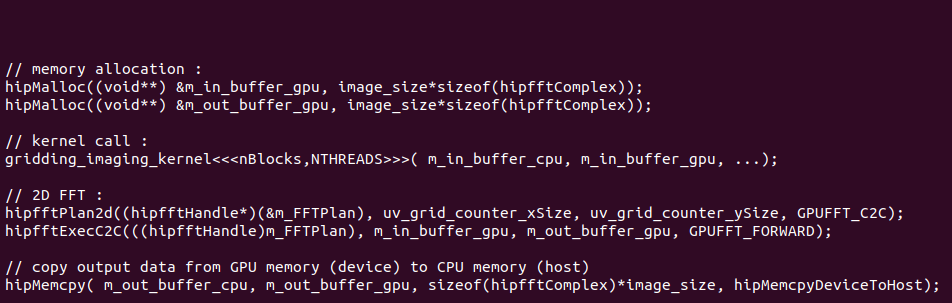 // memory allocation :
hipMalloc((void**) &m_in_buffer_gpu, image_size*sizeof(hipfftComplex));
hipMalloc((void**) &m_out_buffer_gpu, image_size*sizeof(hipfftComplex));
// kernel call :
gridding_imaging_kernel<<<nBlocks,NTHREADS>>>( m_in_buffer_cpu, m_in_buffer_gpu, ...);
// 2D FFT :
hipfftPlan2d((hipfftHandle*)(&m_FFTPlan), uv_grid_counter_xSize, uv_grid_counter_ySize, GPUFFT_C2C);
hipfftExecC2C(((hipfftHandle)m_FFTPlan), m_in_buffer_gpu, m_out_buffer_gpu, GPUFFT_FORWARD);
// copy output data from GPU memory (device) to CPU memory (host)
hipMemcpy( m_out_buffer_cpu, m_out_buffer_gpu, sizeof(hipfftComplex)*image_size, hipMemcpyDeviceToHost);